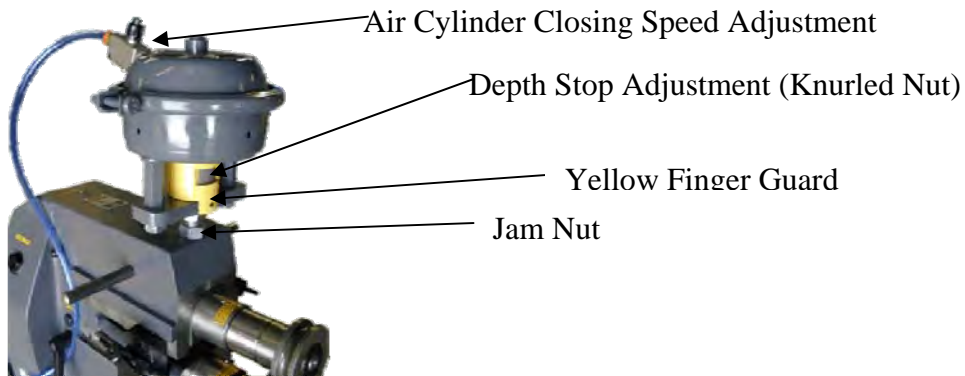 Air Cylinder Closing Speed Adjustment
Depth Stop Adjustment (Knurled Nut)
Yellow Finger Guard
Jam Nut